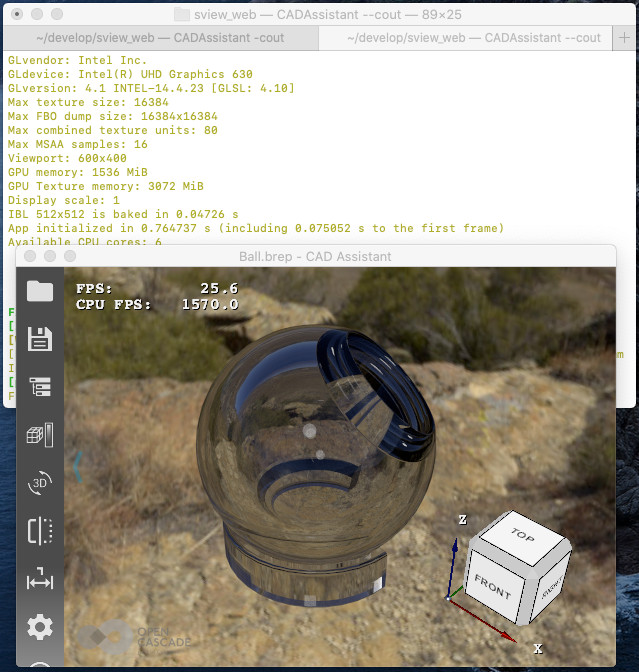 sview_web — CADAssistant --cout — 89×25
~/develop/sview_web — CADAssistant -cout
~/develop/sview_web — CADAssistant --cout
GLvendor: Intel Inc.
GLdevice: Intel(R) UHD Graphics 630
GLversion: 4.1 INTEL-14.4.23 [GLSL: 4.10]
Max texture size: 16384
Max FBO dump size: 16384x16384
Max combined texture units: 80
Max MSAA samples: 16
Viewport: 600x400
GPU memory: 1536 MiB
GPU Texture memory: 3072 MiB
Display scale: 1
IBL 512x512 is baked in 0.04726 s
App initialized in 0.764737 s (including 0.075052 s to the first frame)
Available CPU cores: 6
Ball.brep - CAD Assistant
FPS: 25.6
CPU FPS: 1570.0
F
[
[
[
m
I
[
F
3D
Z
TOP
FRONT
X
OPEN
CASCADE